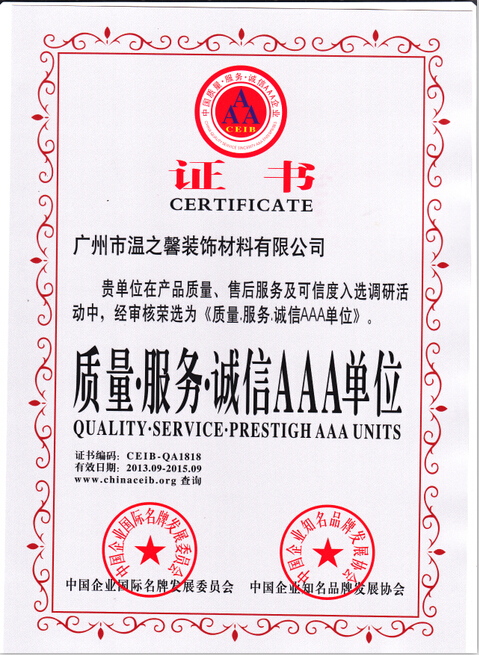 中国质量·服务·诚信AAA企业
A
AA
CEIB
证书
CERTIFICATE
广州市温之馨装饰材料有限公司
贵单位在产品质量、售后服务及可信度入选调研活
动中，经审核荣选为《质量.服务.诚信AAA单位》。
质量·服务·诚信AAA单位
QUALITY·SERVICE·PRESTIGH AAA UNITS
证书编码：CEIB-QA1818
有效日期：2013.09-2015.09
www.chinaceib.org 查询
中国企业国际名牌发展委员会
中国企业知名品牌发展协会
中国企业国际名牌发展委员会
中国企业知名品牌发展协会